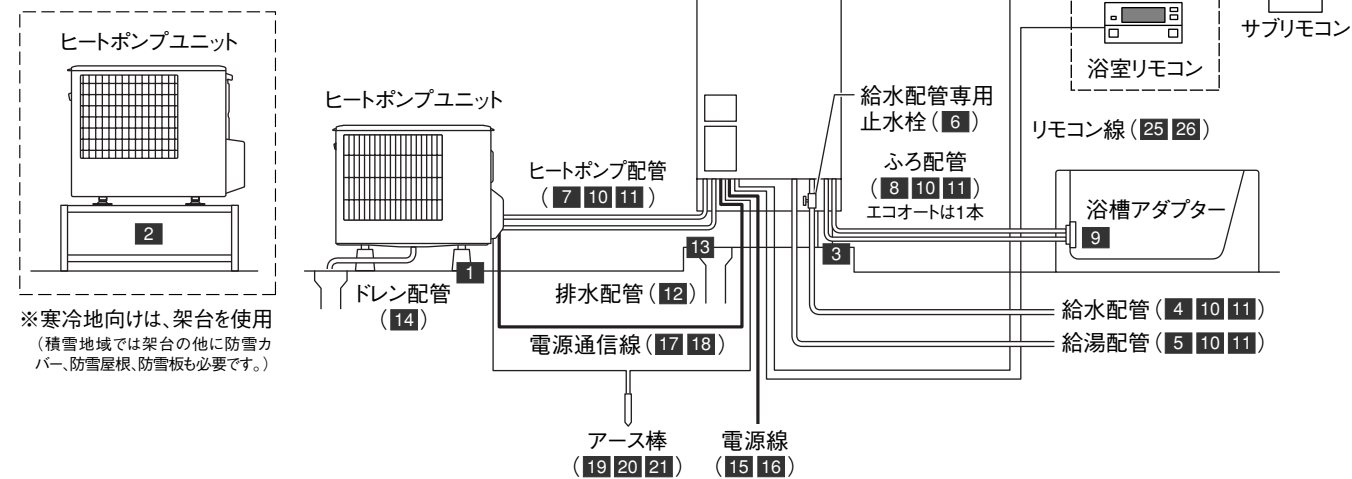 サブリモコン
浴室リモコン
ヒートポンプユニット
2
※寒冷地向けは、架台を使用
（積雪地域では架台の他に防雪カ
バー、防雪屋根、防雪板も必要です。）
ヒートポンプユニット
1
ドレン配管
（14）
ヒートポンプ配管
（7 10 11）
13
排水配管（12）
電源通信線（17 18）
アース棒
（19 20 21）
電源線
（15 16）
給水配管専用
止水栓（6）
リモコン線（25 26）
ふろ配管
（8 10 11）
エコオートは1本
3
浴槽アダプター
9
給水配管（4 10 11）
給湯配管（5 10 11）